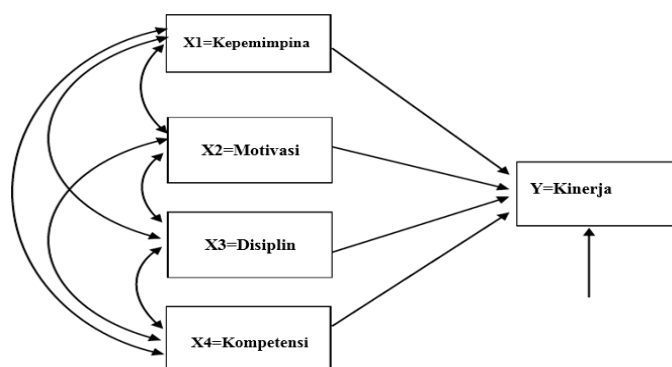 X1=Kepemimpina
X2=Motivasi
Y=Kinerja
X3=Disiplin
X4=Kompetensi